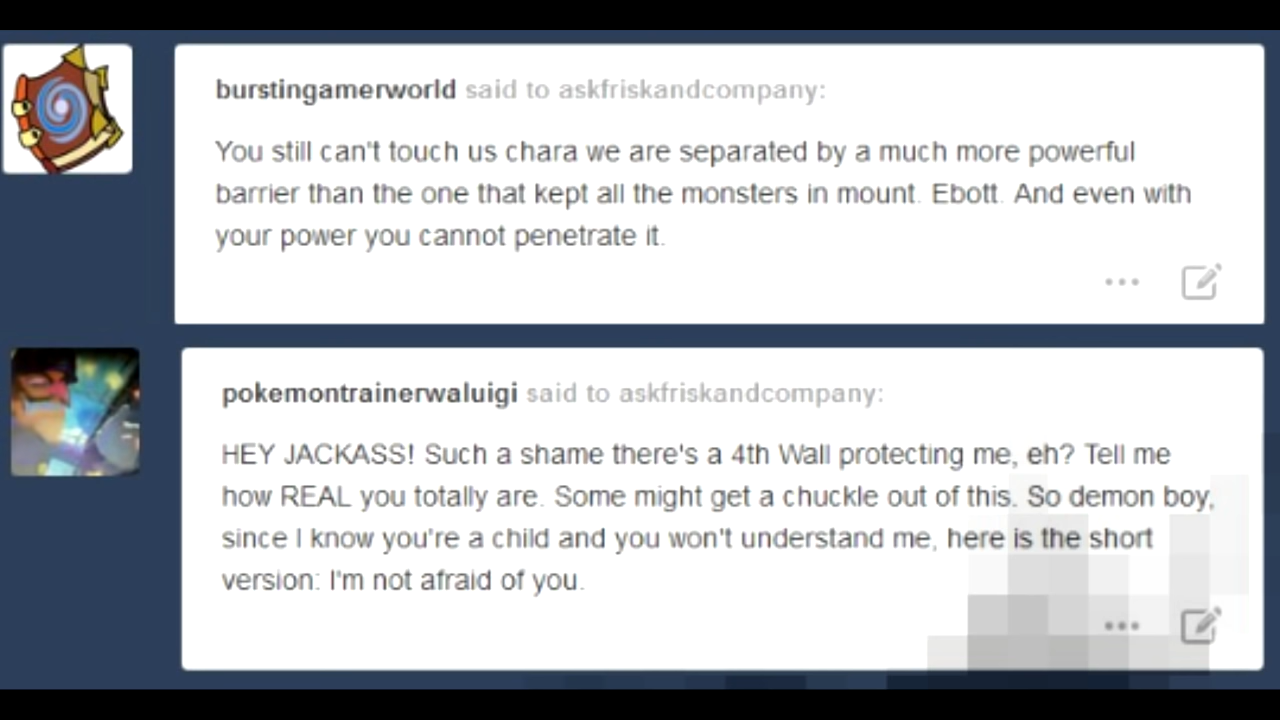 burstingamerworld said to askfriskandcompany:
You still can't touch us chara we are separated by a much more powerful
barrier than the one that kept all the monsters in mount. Ebott. And even with
your power you cannot penetrate it.
pokemontrainerwaluigi said to askfriskandcompany:
HEY JACKASS! Such a shame there's a 4th Wall protecting me, eh? Tell me
how REAL you totally are. Some might get a chuckle out of this. So demon boy,
since I know you're a child and you won't understand me, here is the short
version: I'm not afraid of you.